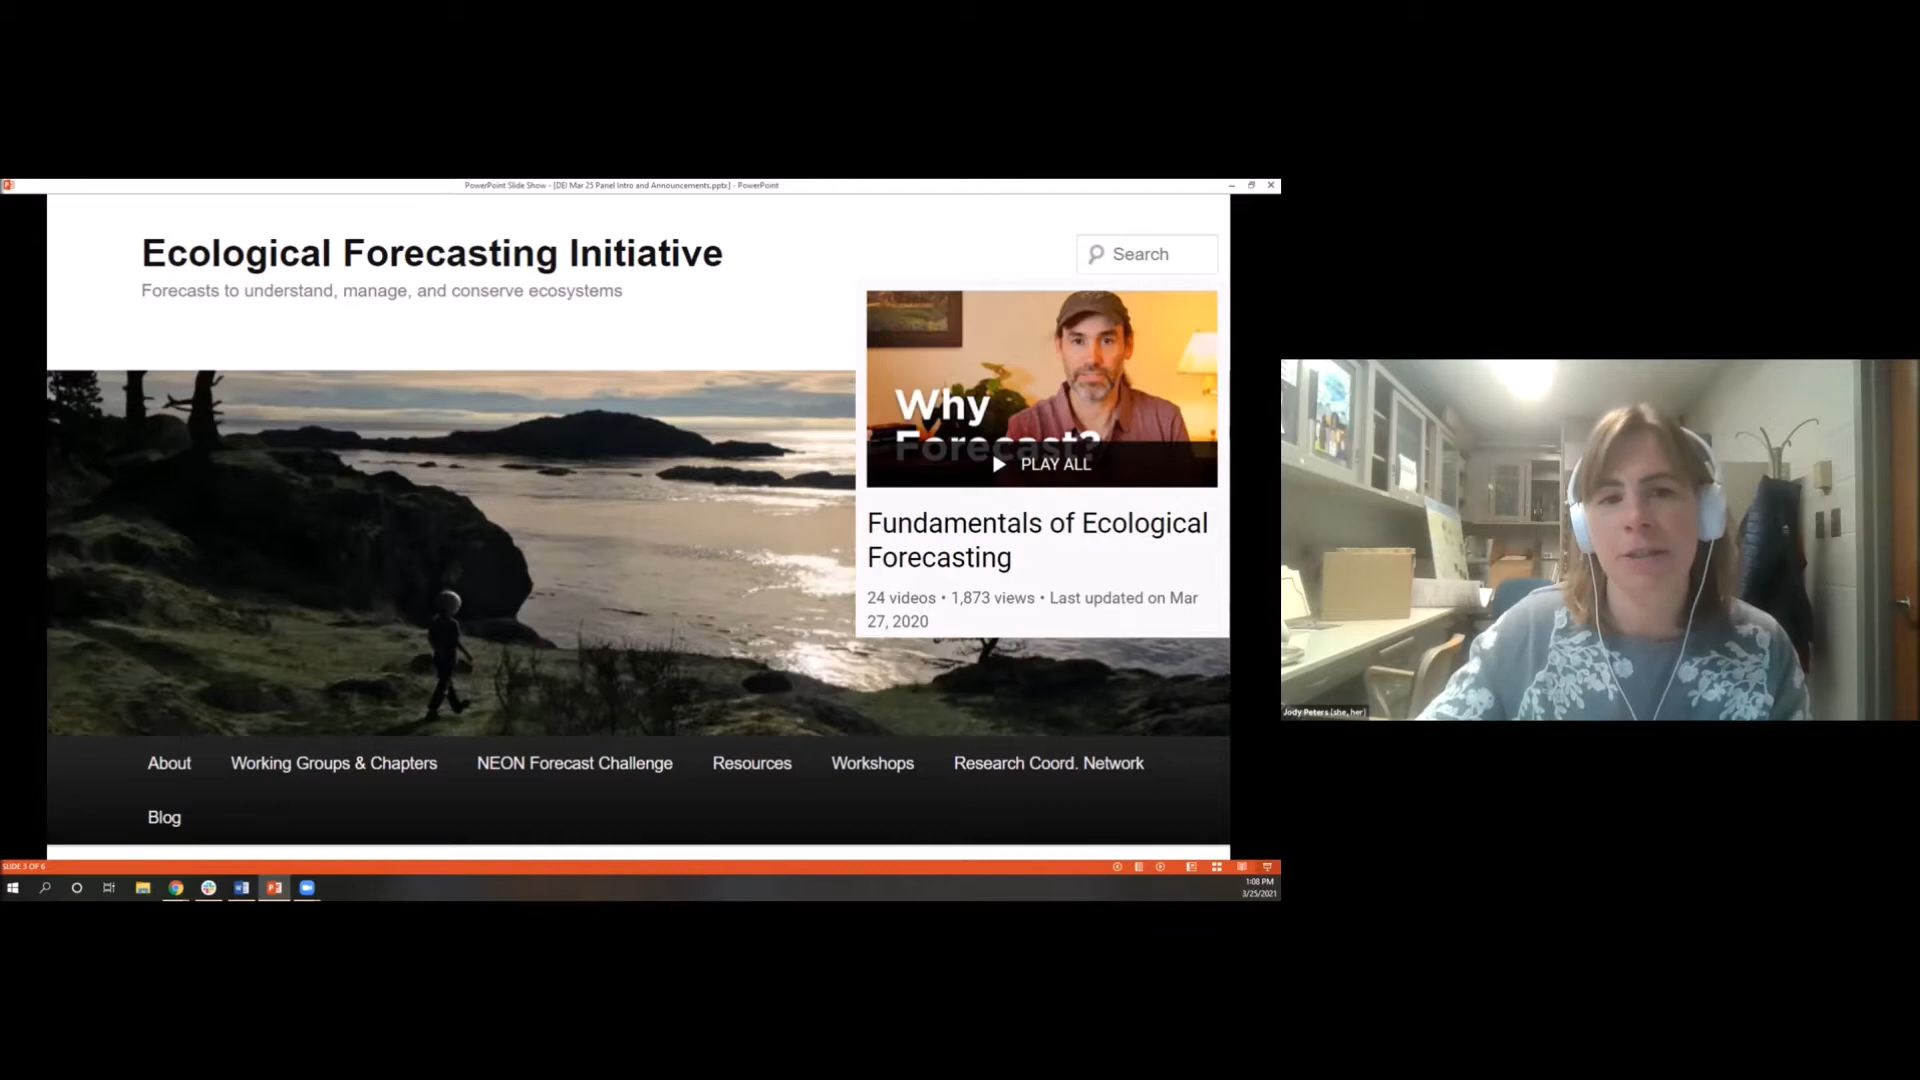 PowerPoint Slide Show - [DEI Mar 25 Panel Intro and Announcements.pptx] - PowerPoint
Ecological Forecasting Initiative
Forecasts to understand, manage, and conserve ecosystems
Search
Why
Forecast?
PLAY ALL
Fundamentals of Ecological
Forecasting
24 videos • 1,873 views • Last updated on Mar
27, 2020
Jody Peters (she, her)
About Working Groups & Chapters NEON Forecast Challenge Resources Workshops Research Coord. Network
Blog
SLIDE 3 OF 6
1:08 PM
3/25/2021